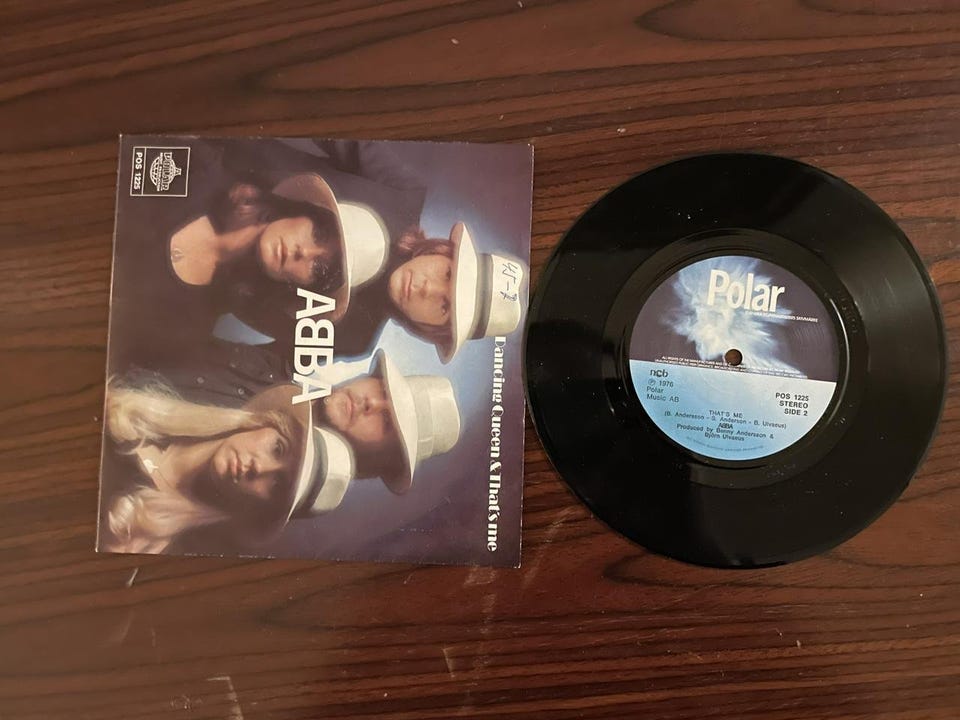 POS 1225
ABBA
Dancing Queen & That's me
Polar
ncb
℗ 1976
Polar
Music AB
POS 1225
STEREO
SIDE 2
THAT'S ME
(B. Andersson - S. Anderson - B. Ulvaeus)
ABBA
Produced by Benny Andersson &
Björn Ulvaeus